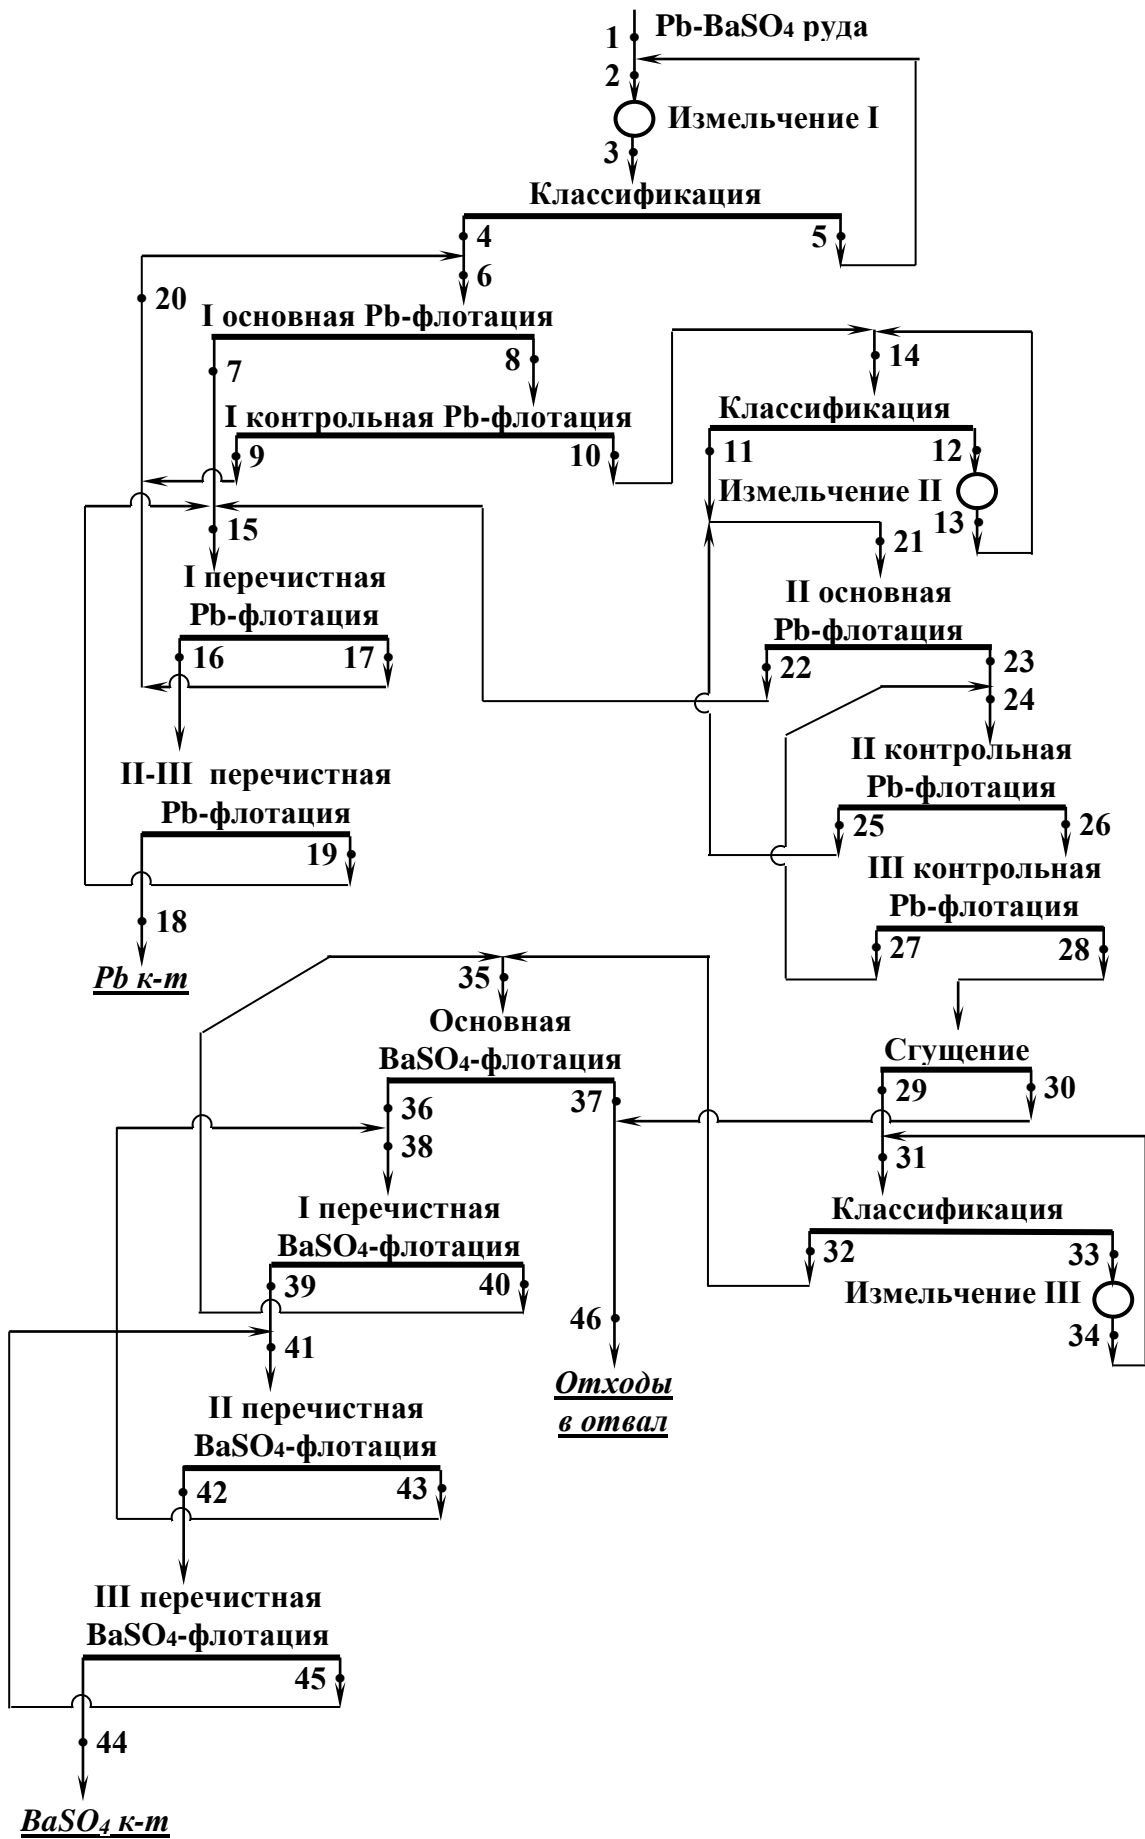 1 Pb-BaSO4 руда
2
Измельчение I
3
Классификация
4 5
6
20
I основная Pb-флотация
7 8
14
I контрольная Pb-флотация
9 10
Классификация
11 12
Измельчение II
13
15
21
I перечистная
Pb-флотация
16 17
II основная
Pb-флотация
22 23
24
II-III перечистная
Pb-флотация
19
18
Pb к-т
II контрольная
Pb-флотация
25 26
III контрольная
Pb-флотация
27 28
35
Основная
BaSO4-флотация
36 37
38
Сгущение
29 30
31
I перечистная
BaSO4-флотация
39 40
41
Классификация
32 33
Измельчение III
34
46
Отходы
в отвал
II перечистная
BaSO4-флотация
42 43
III перечистная
BaSO4-флотация
45
44
BaSO4 к-т